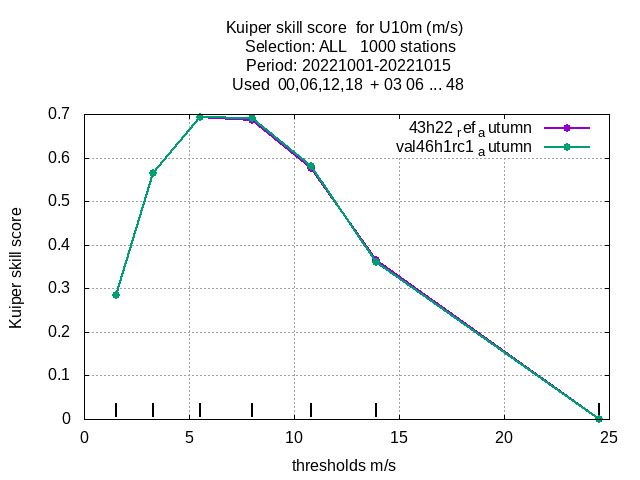 Kuiper skill score  for U10m (m/s)
Selection: ALL   1000 stations
Period: 20221001-20221015
Used  00,06,12,18  + 03 06 ... 48
43h22 ref a utumn
val46h1rc1 a utumn
0.7
0.6
0.5
0.4
0.3
0.2
0.1
0
Kuiper skill score
0 5 10 15 20 25
thresholds m/s